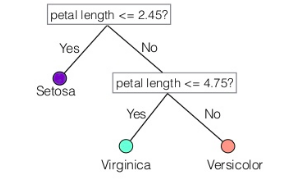 petal length <= 2.45?
Yes
No
Setosa
petal length <= 4.75?
Yes
No
Virginica
Versicolor